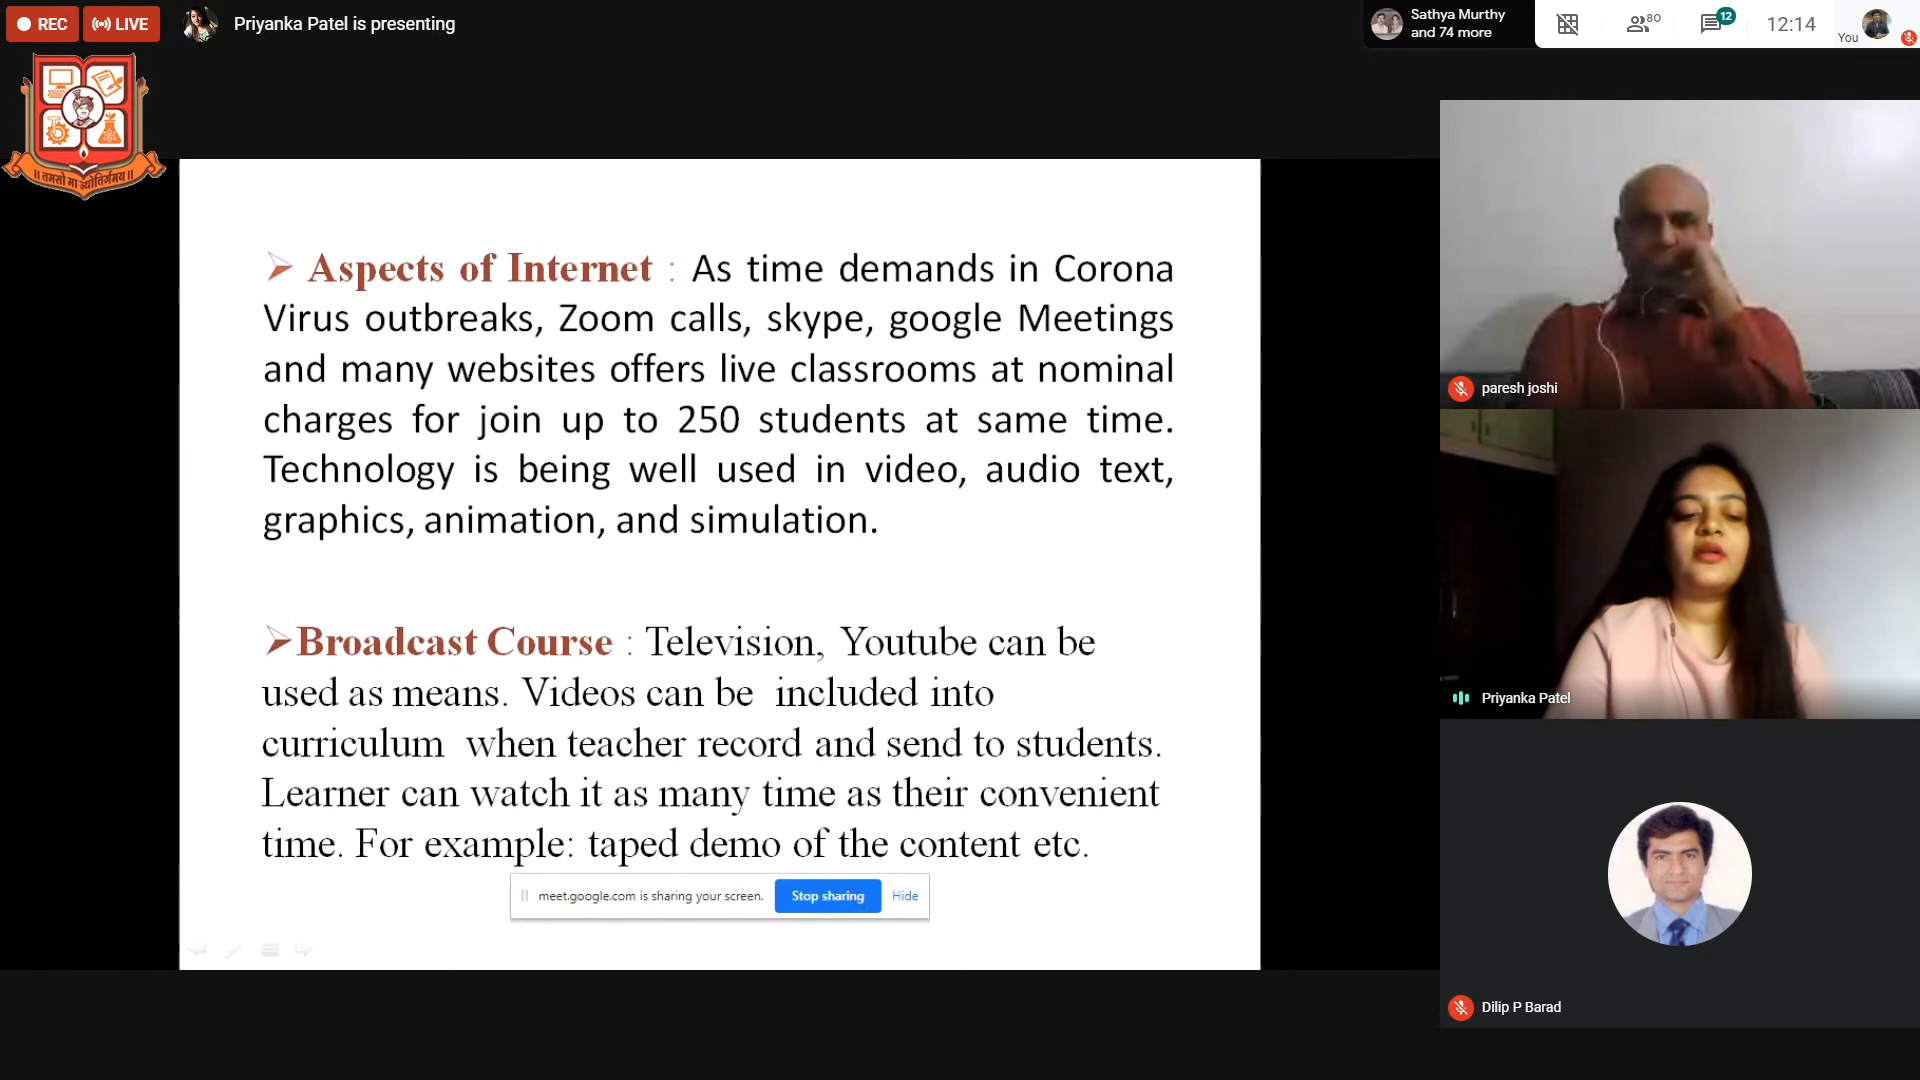 REC
LIVE
Priyanka Patel is presenting
Sathya Murthy
and 74 more
80
12
12:14
You
॥ तमसो मा ज्योतिर्गमय ॥
➢ Aspects of Internet : As time demands in Corona
Virus outbreaks, Zoom calls, skype, google Meetings
and many websites offers live classrooms at nominal
charges for join up to 250 students at same time.
Technology is being well used in video, audio text,
graphics, animation, and simulation.
➢Broadcast Course : Television, Youtube can be
used as means. Videos can be included into
curriculum when teacher record and send to students.
Learner can watch it as many time as their convenient
time. For example: taped demo of the content etc.
meet.google.com is sharing your screen. Stop sharing Hide
paresh joshi
Priyanka Patel
Dilip P Barad